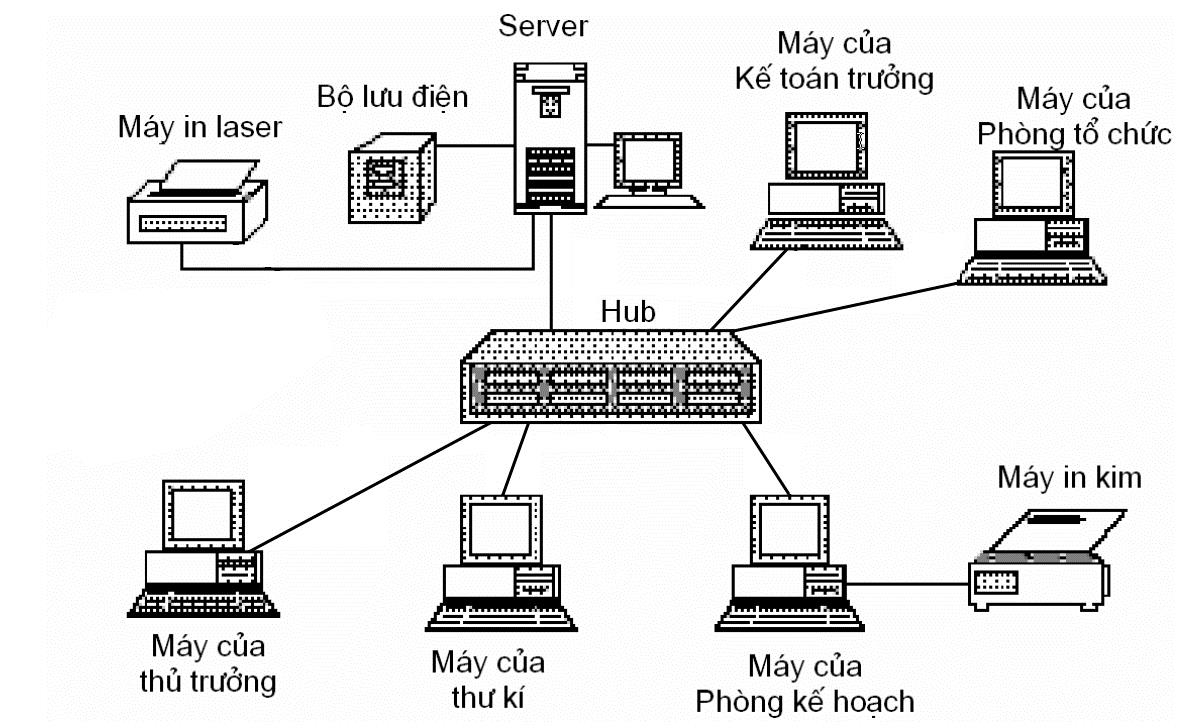 Server
Máy của
Kế toán trưởng
Bộ lưu điện
Máy của
Phòng tổ chức
Máy in laser
Hub
Máy in kim
Máy của
thủ trưởng
Máy của
thư kí
Máy của
Phòng kế hoạch